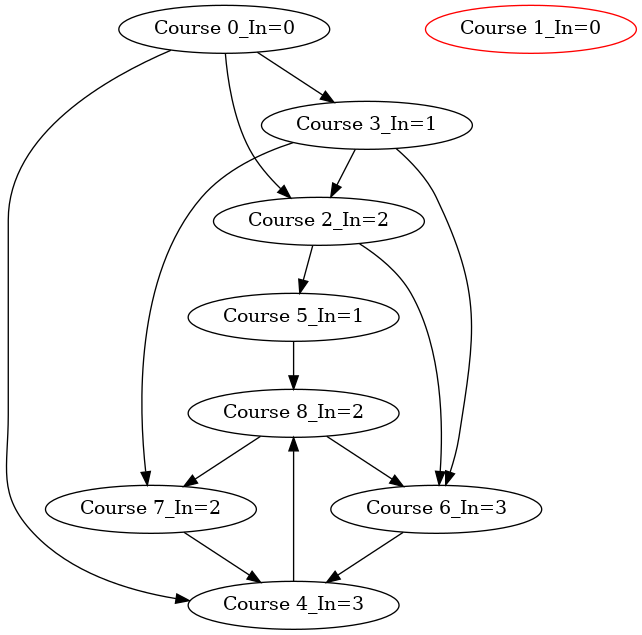 Course 0_In=0
Course 1_In=0
Course 3_In=1
Course 2_In=2
Course 5_In=1
Course 8_In=2
Course 7_In=2
Course 6_In=3
Course 4_In=3